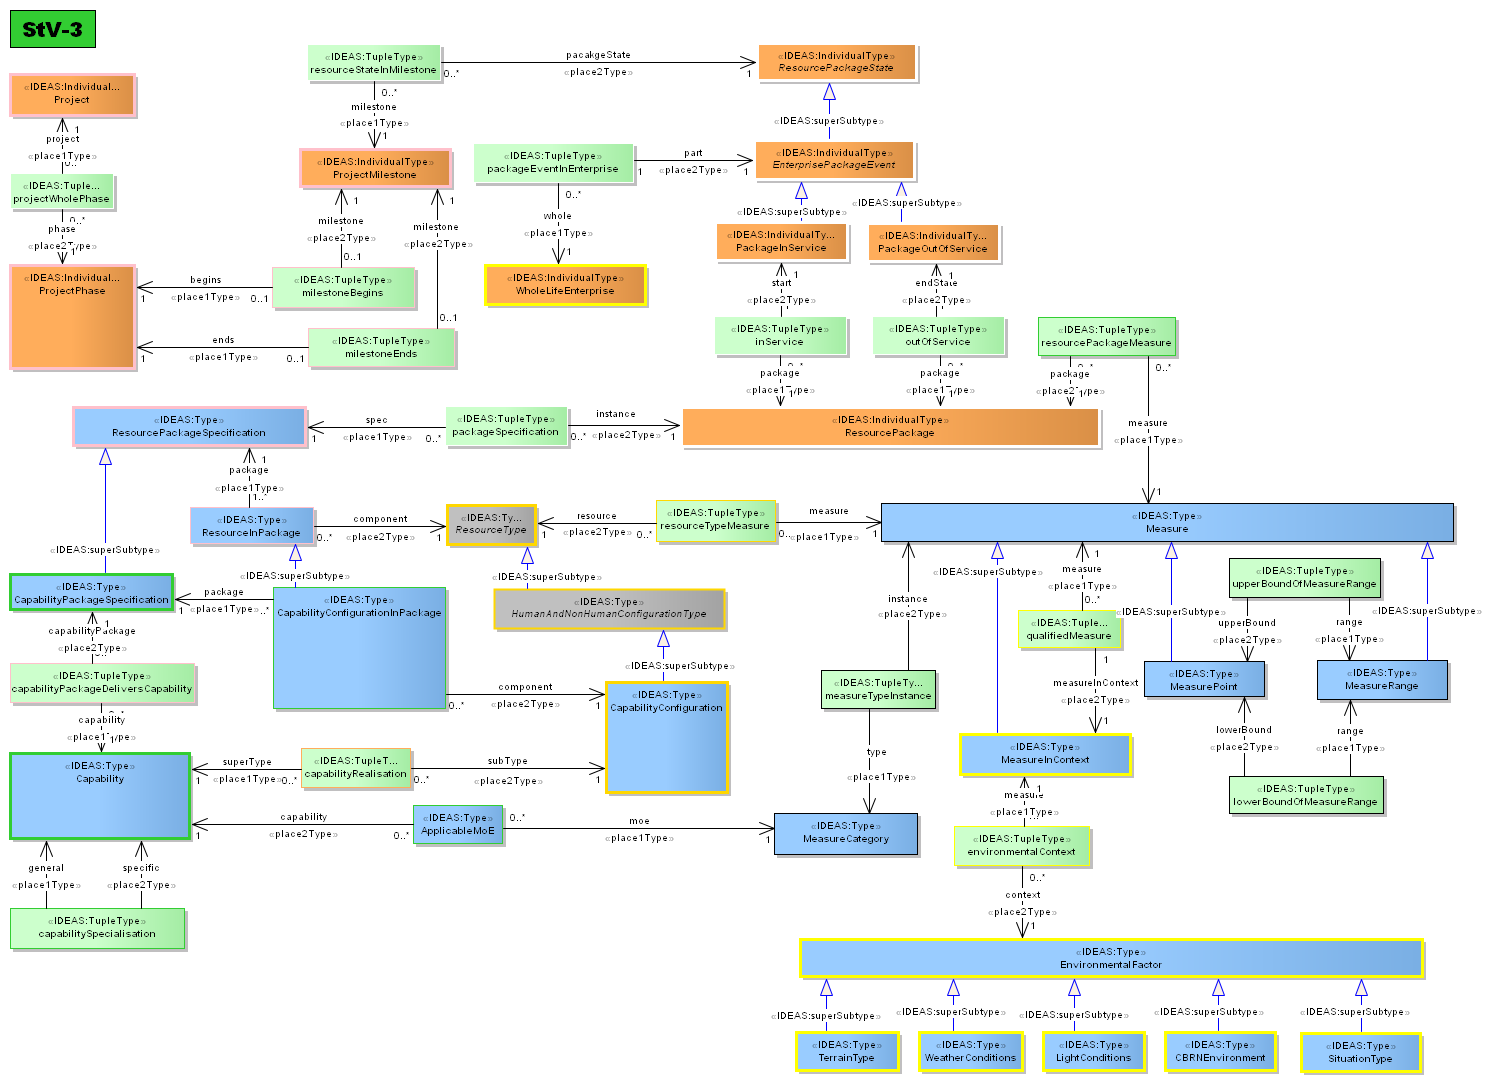 StV-3
«IDEAS:TupleType»
resourceStateInMilestone
0..*
pacakgeState
«place2Type»
1
«IDEAS:IndividualType»
ResourcePackageState
«IDEAS:Individual...
Project
1
project
«place1Type»
«IDEAS:Tuple...
projectWholePhase
0..*
phase
«place2Type»
1
«IDEAS:Individual...
ProjectPhase
0..*
milestone
«place1Type»
1
«IDEAS:IndividualType»
ProjectMilestone
1
1
milestone
«place2Type»
0..1
milestone
«place2Type»
0..1
begins
«place1Type»
1
0..1
«IDEAS:TupleType»
milestoneBegins
ends
«place1Type»
1
0..1
«IDEAS:TupleType»
milestoneEnds
«IDEAS:superSubtype»
«IDEAS:TupleType»
packageEventInEnterprise
1
part
«place2Type»
1
«IDEAS:IndividualType»
EnterprisePackageEvent
0..*
whole
«place1Type»
1
«IDEAS:IndividualType»
WholeLifeEnterprise
«IDEAS:superSubtype»
«IDEAS:superSubtype»
«IDEAS:IndividualTy...
PackageInService
«IDEAS:IndividualTy...
PackageOutOfService
1
start
«place2Type»
1
endState
«place2Type»
«IDEAS:TupleType»
inService
«IDEAS:TupleType»
outOfService
«IDEAS:TupleType»
resourcePackageMeasure
0..*
package
«place1Type»
1
0..*
package
«place1Type»
1
0..*
package
«place2Type»
1
0..*
measure
«place1Type»
1
«IDEAS:Type»
ResourcePackageSpecification
1
spec
«place1Type»
0..*
«IDEAS:TupleType»
packageSpecification
0..*
instance
«place2Type»
1
«IDEAS:IndividualType»
ResourcePackage
1
package
«place1Type»
1..*
«IDEAS:Type»
ResourceInPackage
0..*
component
«place2Type»
1
«IDEAS:Ty...
ResourceType
1
resource
«place2Type»
0..*
«IDEAS:TupleType»
resourceTypeMeasure
0..
measure
«place1Type»
1
«IDEAS:Type»
Measure
«IDEAS:superSubtype»
«IDEAS:superSubtype»
«IDEAS:superSubtype»
«IDEAS:superSubtype»
«IDEAS:superSubtype»
«IDEAS:superSubtype»
«IDEAS:Type»
CapabilityPackageSpecification
1
package
«place1Type»
..*
«IDEAS:Type»
CapabilityConfigurationInPackage
«IDEAS:Type»
HumanAndNonHumanConfigurationType
«IDEAS:superSubtype»
1
capabilityPackage
«place2Type»
«IDEAS:TupleType»
capabilityPackageDeliversCapability
0..*
component
«place2Type»
1
«IDEAS:Type»
CapabilityConfiguration
0..*
capability
«place1Type»
1
«IDEAS:Type»
Capability
1
superType
«place1Type»
0..*
«IDEAS:TupleT...
capabilityRealisation
0..*
subType
«place2Type»
1
1
capability
«place2Type»
0..*
«IDEAS:Type»
ApplicableMoE
0..*
moe
«place1Type»
1
«IDEAS:Type»
MeasureCategory
general
«place1Type»
specific
«place2Type»
«IDEAS:TupleType»
capabilitySpecialisation
instance
«place2Type»
«IDEAS:TupleTy...
measureTypeInstance
type
«place1Type»
1
measure
«place1Type»
0..*
«IDEAS:Tuple...
qualifiedMeasure
1
measureInContext
«place2Type»
1
«IDEAS:Type»
MeasureInContext
1
measure
«place1Type»
«IDEAS:TupleType»
environmentalContext
0..*
context
«place2Type»
1
«IDEAS:TupleType»
upperBoundOfMeasureRange
upperBound
«place2Type»
range
«place1Type»
«IDEAS:Type»
MeasurePoint
«IDEAS:Type»
MeasureRange
lowerBound
«place2Type»
range
«place1Type»
«IDEAS:TupleType»
lowerBoundOfMeasureRange
«IDEAS:Type»
EnvironmentalFactor
«IDEAS:superSubtype»
«IDEAS:superSubtype»
«IDEAS:superSubtype»
«IDEAS:superSubtype»
«IDEAS:superSubtype»
«IDEAS:Type»
TerrainType
«IDEAS:Type»
WeatherConditions
«IDEAS:Type»
LightConditions
«IDEAS:Type»
CBRNEnvironment
«IDEAS:Type»
SituationType